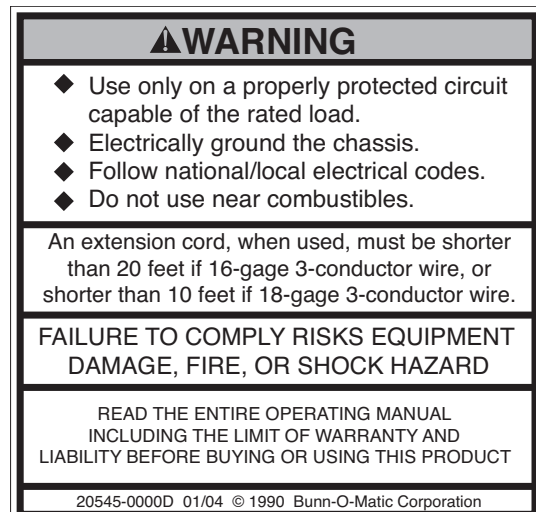 ⚠WARNING
◆ Use only on a properly protected circuit
capable of the rated load.
◆ Electrically ground the chassis.
◆ Follow national/local electrical codes.
◆ Do not use near combustibles.
An extension cord, when used, must be shorter
than 20 feet if 16-gage 3-conductor wire, or
shorter than 10 feet if 18-gage 3-conductor wire.
FAILURE TO COMPLY RISKS EQUIPMENT
DAMAGE, FIRE, OR SHOCK HAZARD
READ THE ENTIRE OPERATING MANUAL
INCLUDING THE LIMIT OF WARRANTY AND
LIABILITY BEFORE BUYING OR USING THIS PRODUCT
20545-0000D 01/04 © 1990 Bunn-O-Matic Corporation